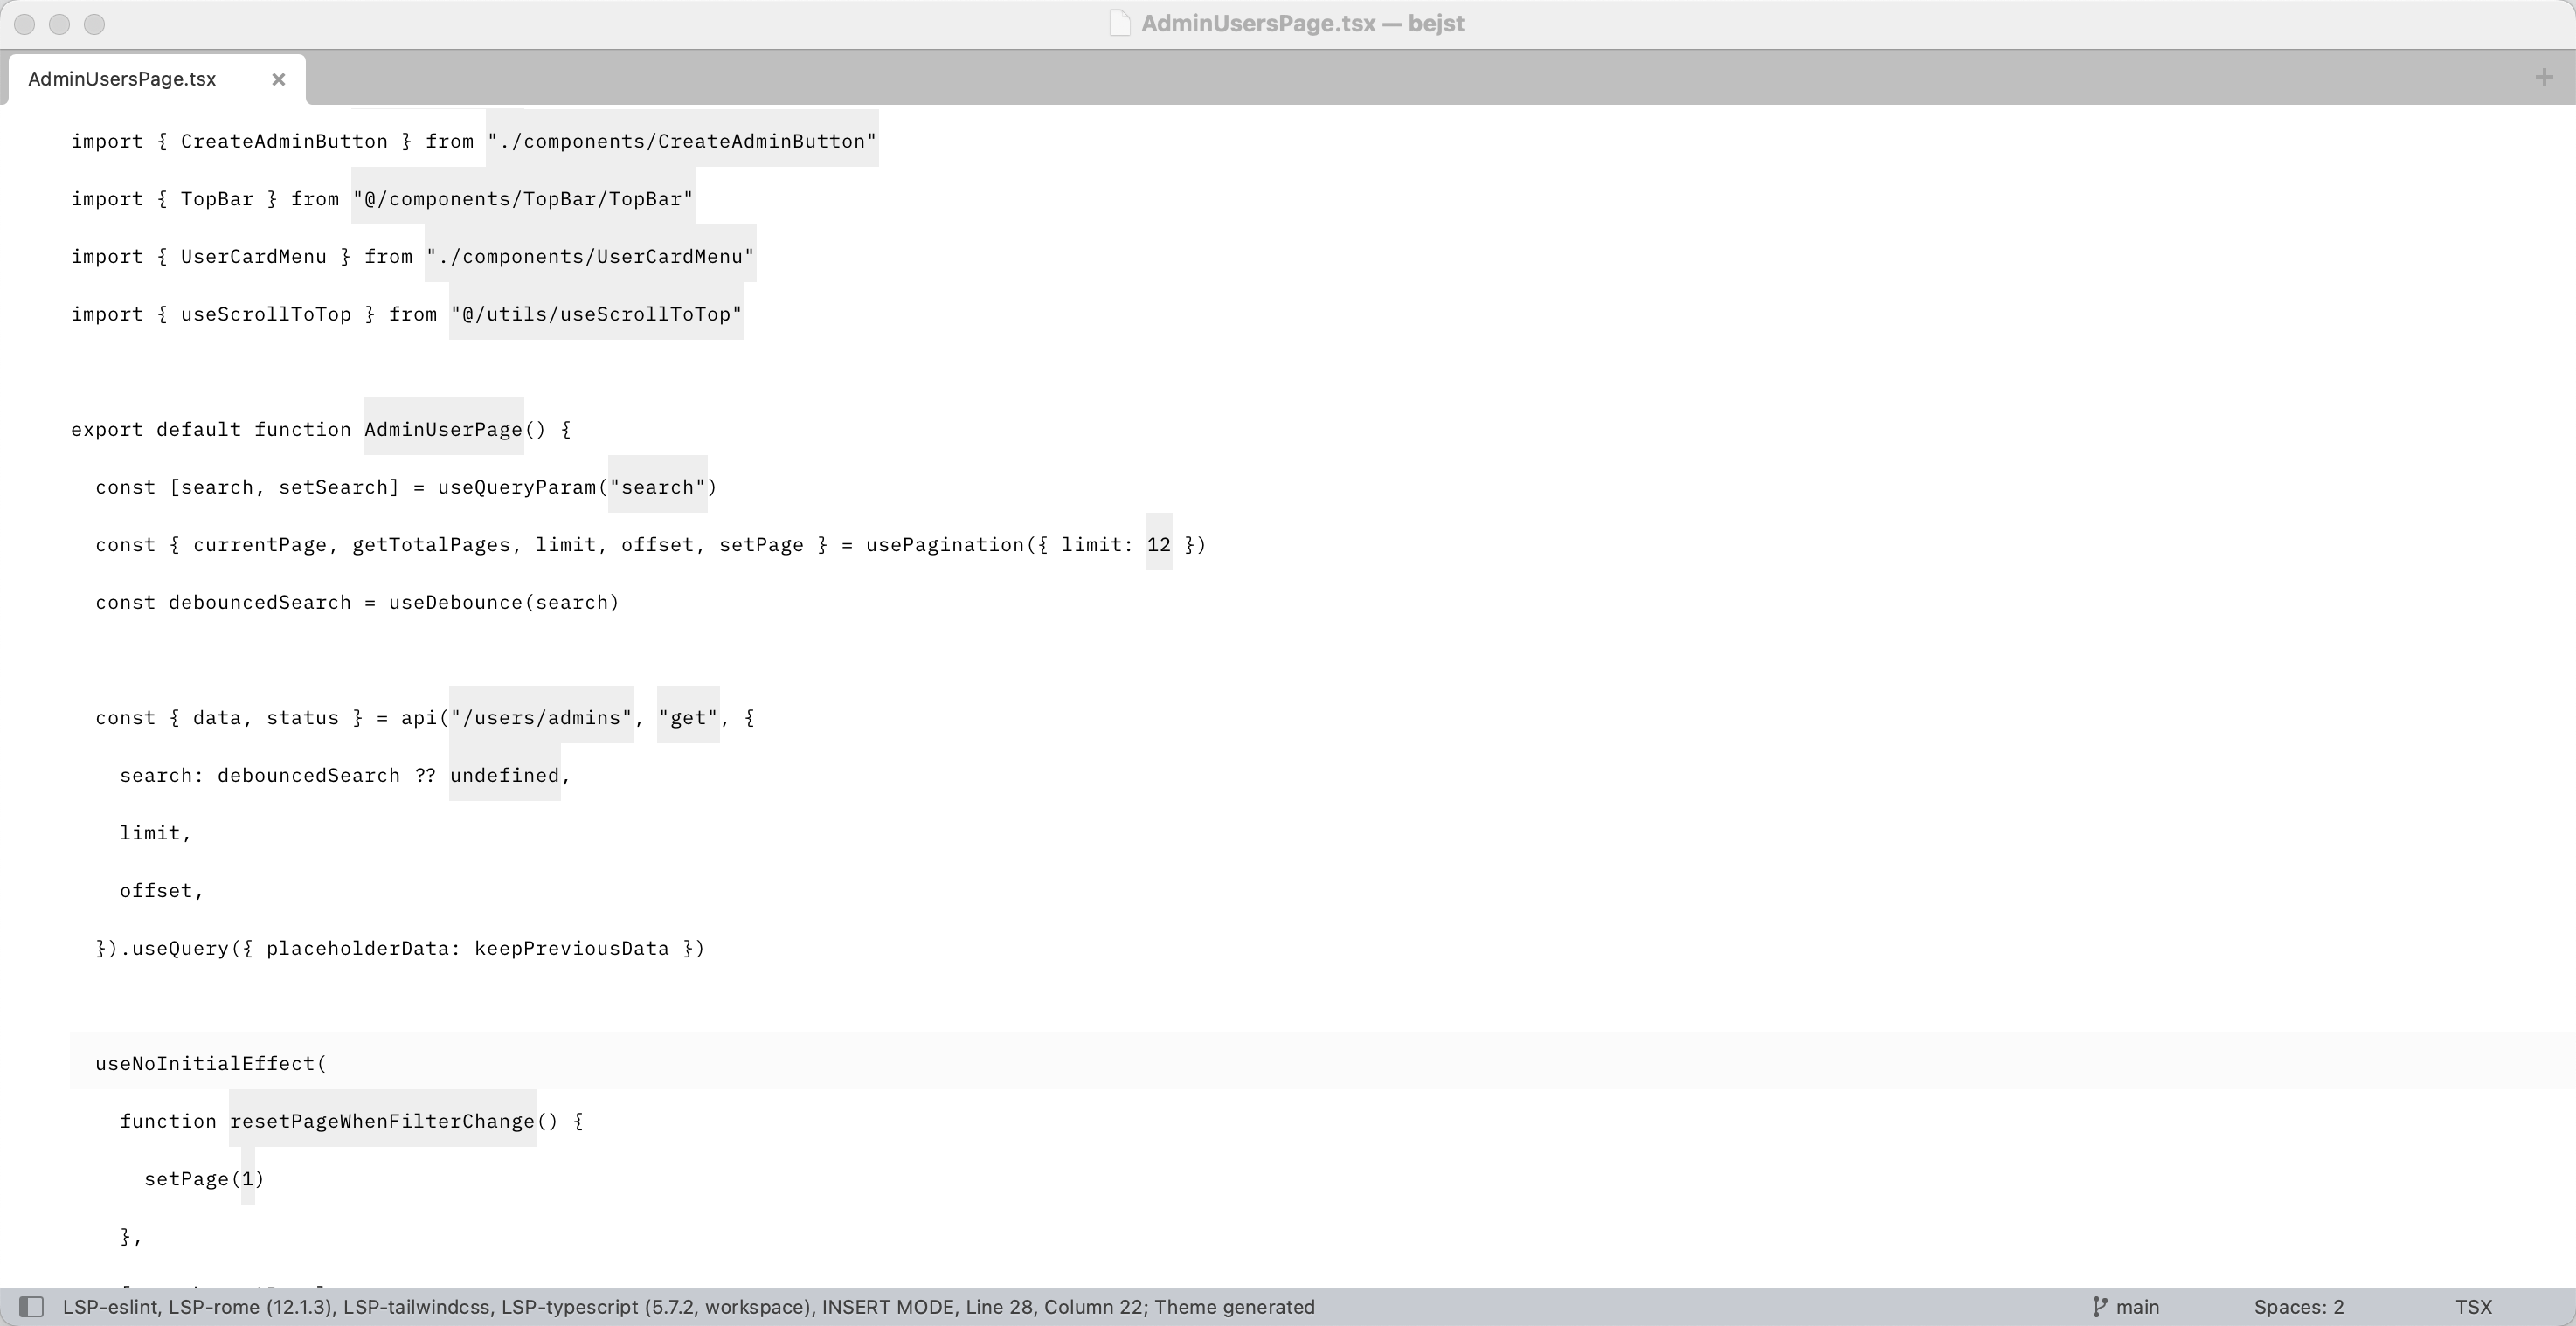 AdminUsersPage.tsx — bejst
AdminUsersPage.tsx
import { CreateAdminButton } from "./components/CreateAdminButton"
import { TopBar } from "@/components/TopBar/TopBar"
import { UserCardMenu } from "./components/UserCardMenu"
import { useScrollToTop } from "@/utils/useScrollToTop"
export default function AdminUserPage() {
  const [search, setSearch] = useQueryParam("search")
  const { currentPage, getTotalPages, limit, offset, setPage } = usePagination({ limit: 12 })
  const debouncedSearch = useDebounce(search)
  const { data, status } = api("/users/admins", "get", {
    search: debouncedSearch ?? undefined,
    limit,
    offset,
  }).useQuery({ placeholderData: keepPreviousData })
  useNoInitialEffect(
    function resetPageWhenFilterChange() {
      setPage(1)
    },
LSP-eslint, LSP-rome (12.1.3), LSP-tailwindcss, LSP-typescript (5.7.2, workspace), INSERT MODE, Line 28, Column 22; Theme generated
main
Spaces: 2
TSX